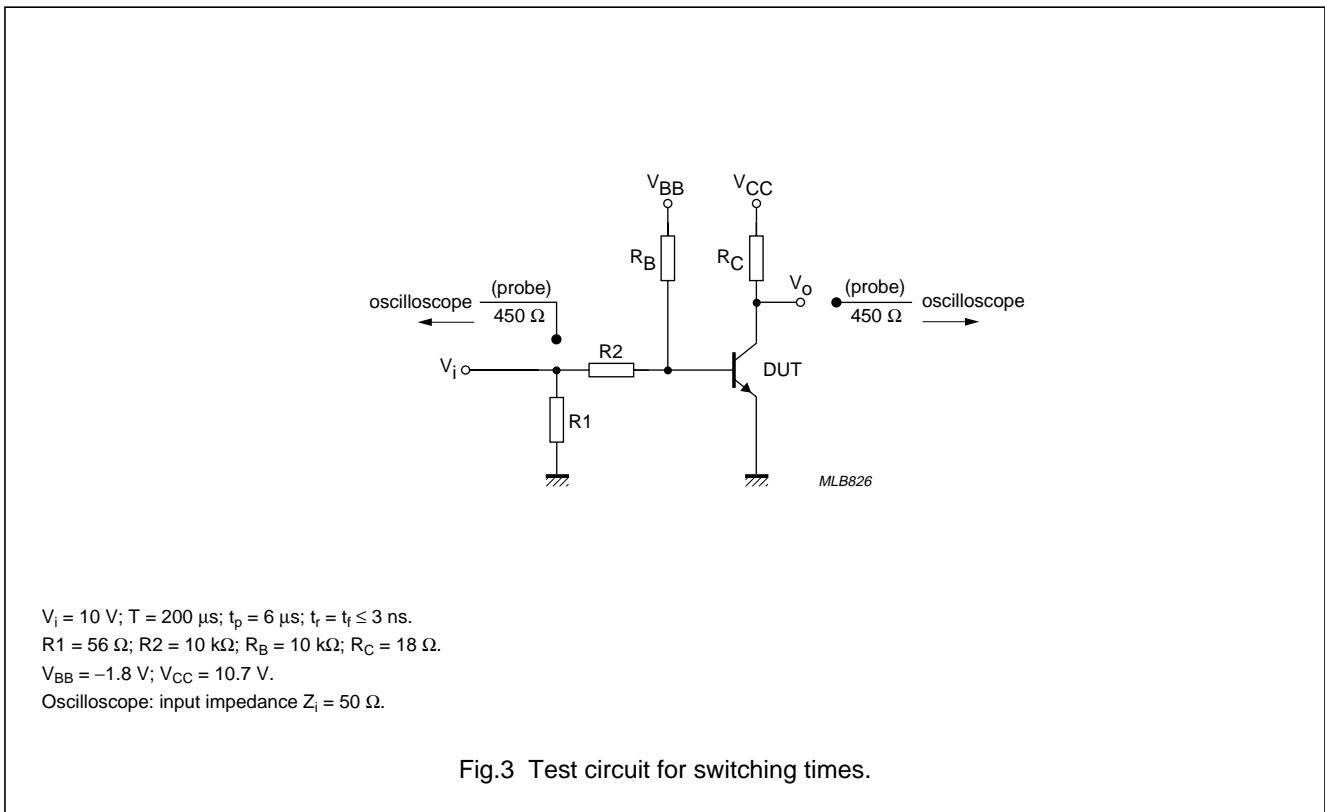 V_BB
V_CC
R_B
R_C
V_o
(probe)
oscilloscope
450 Ω
(probe)
oscilloscope
450 Ω
R2
V_i
DUT
R1
MLB826
V_i = 10 V; T = 200 μs; t_p = 6 μs; t_r = t_f ≤ 3 ns.
R1 = 56 Ω; R2 = 10 kΩ; R_B = 10 kΩ; R_C = 18 Ω.
V_BB = −1.8 V; V_CC = 10.7 V.
Oscilloscope: input impedance Z_i = 50 Ω.
Fig.3 Test circuit for switching times.